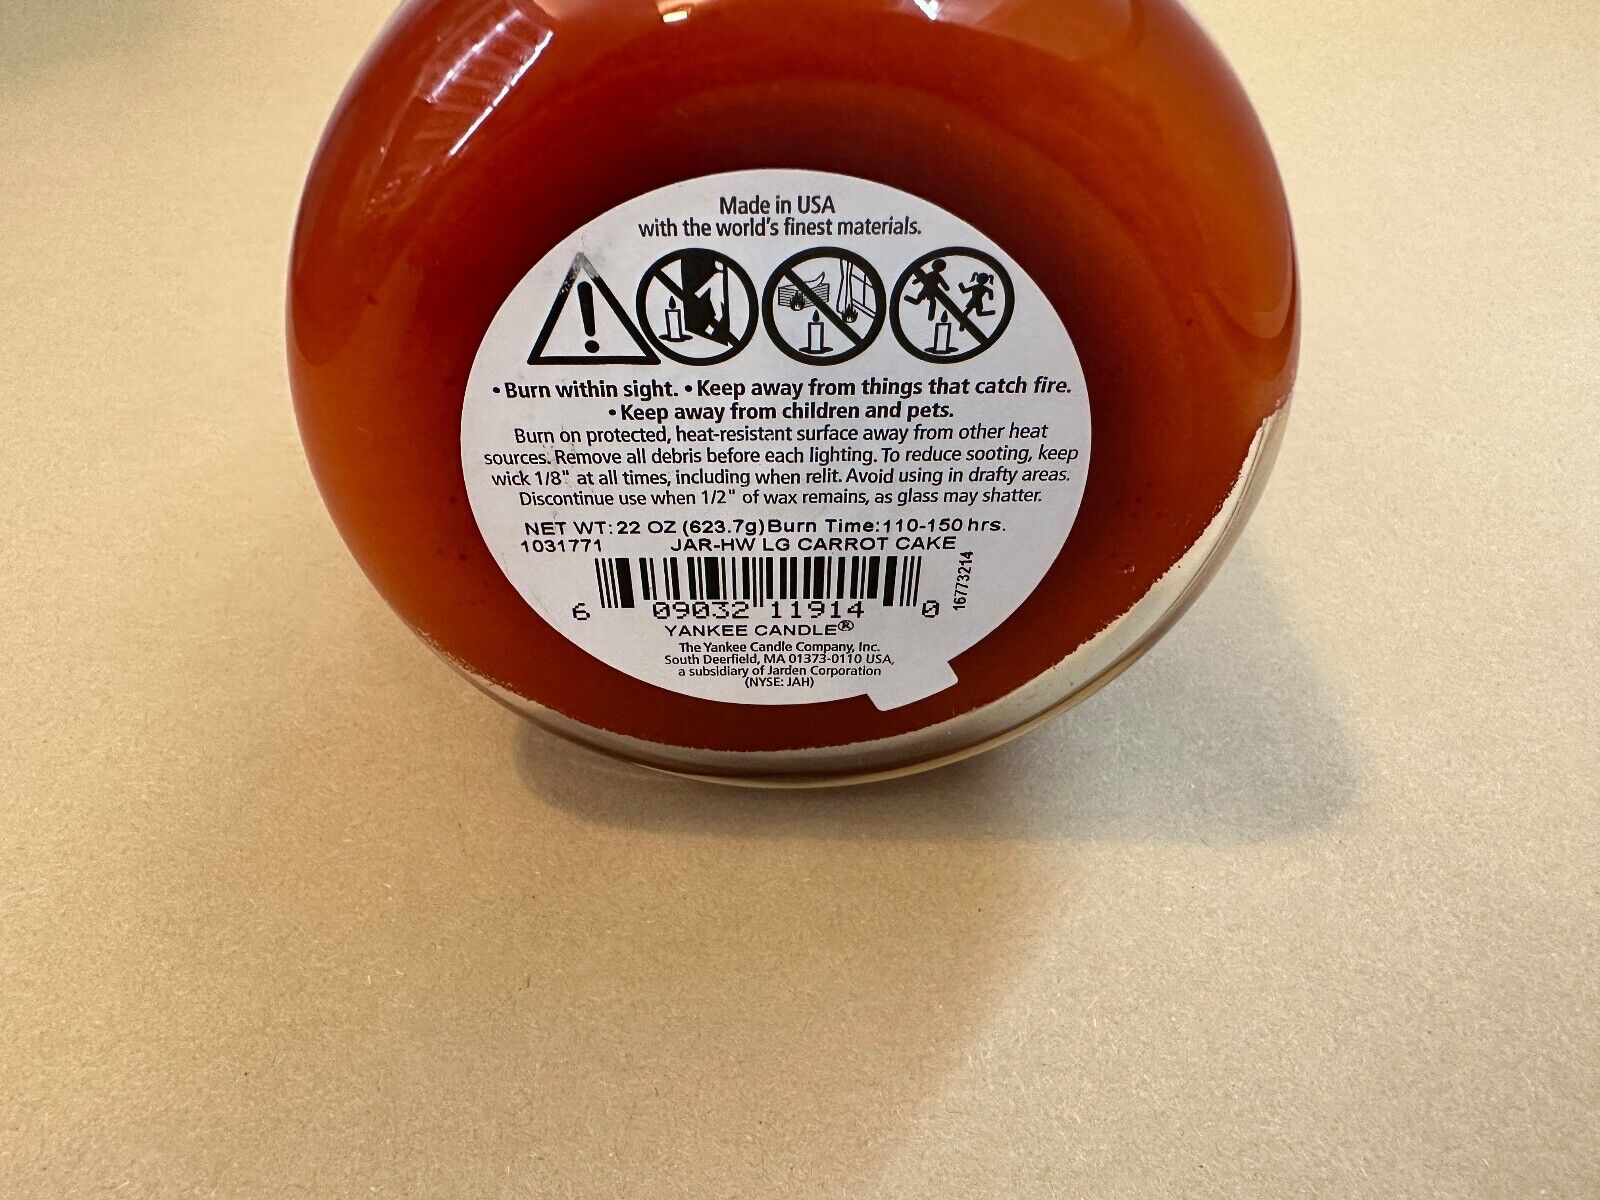 Made in USA
with the world's finest materials.
• Burn within sight. • Keep away from things that catch fire.
• Keep away from children and pets.
Burn on protected, heat-resistant surface away from other heat
sources. Remove all debris before each lighting. To reduce sooting, keep
wick 1/8" at all times, including when relit. Avoid using in drafty areas.
Discontinue use when 1/2" of wax remains, as glass may shatter.
NET WT: 22 OZ (623.7g) Burn Time: 110-150 hrs.
1031771 JAR-HW LG CARROT CAKE
16773214
6 09032 11914 0
YANKEE CANDLE®
The Yankee Candle Company, Inc.
South Deerfield, MA 01373-0110 USA,
a subsidiary of Jarden Corporation
(NYSE: JAH)